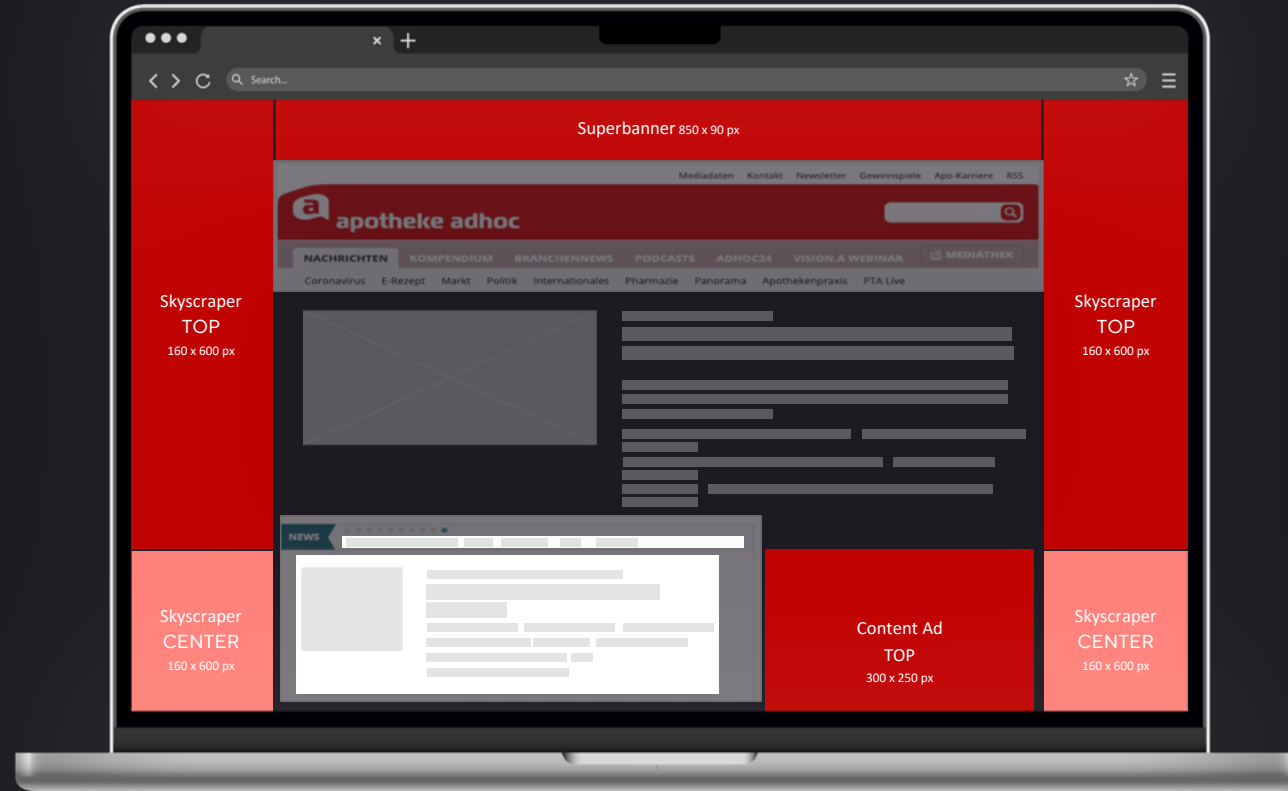 Search...
Superbanner 850 x 90 px
Mediadaten Kontakt Newsletter Gewinnspiele Apo-Karriere RSS
a apotheke adhoc
NACHRICHTEN KOMPENDIUM BRANCHENNEWS PODCASTS ADHOC24 VISION.A WEBINAR MEDIATHEK
Coronavirus E-Rezept Markt Politik Internationales Pharmazie Panorama Apothekenpraxis PTA Live
Skyscraper
TOP
160 x 600 px
Skyscraper
TOP
160 x 600 px
NEWS
Skyscraper
CENTER
160 x 600 px
Content Ad
TOP
300 x 250 px
Skyscraper
CENTER
160 x 600 px